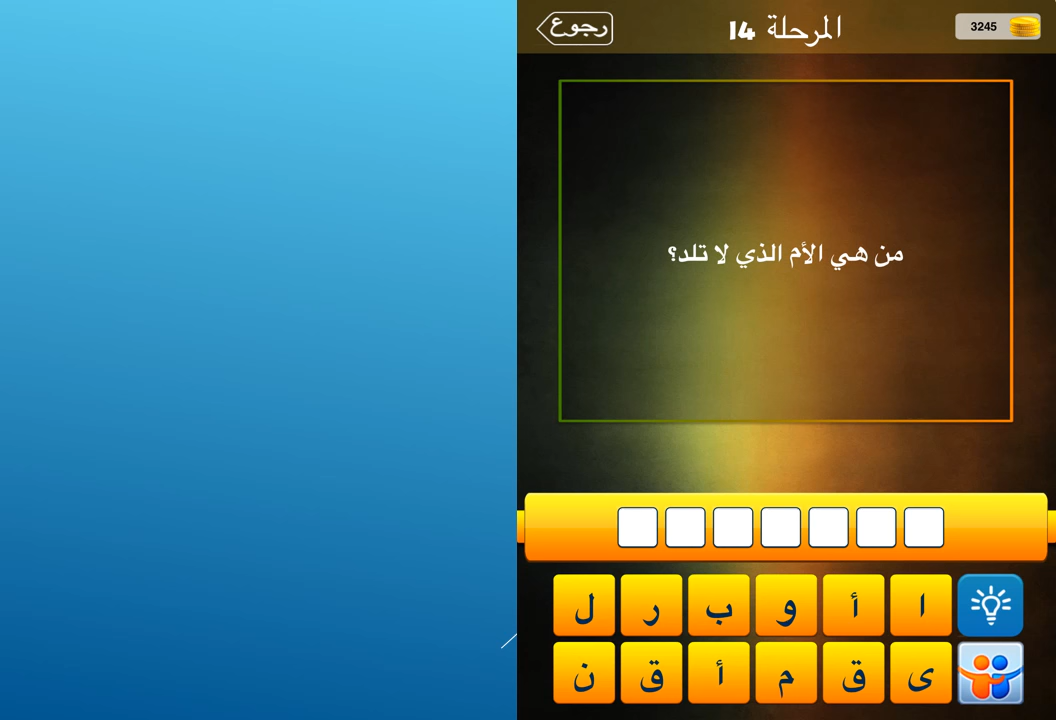 رجوع
المرحلة 14
3245
من هي الأم الذي لا تلد؟
ل ر ب و أ ا
ن ق أ م ق ى